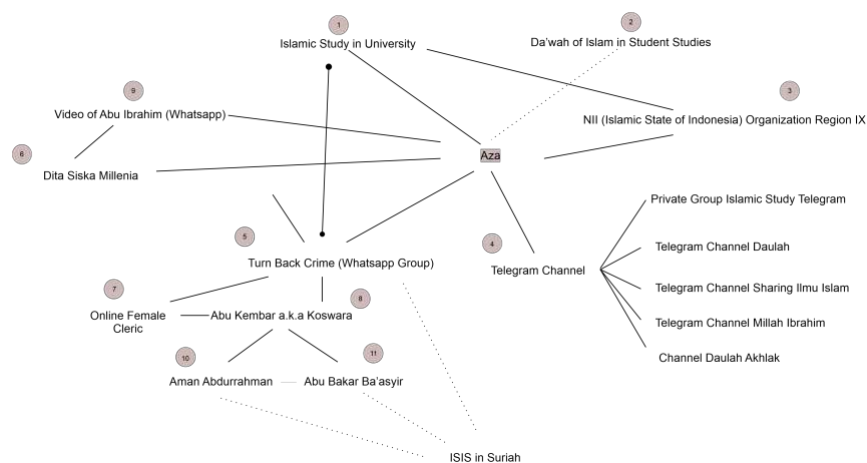 1
Islamic Study in University
2
Da'wah of Islam in Student Studies
9
Video of Abu Ibrahim (Whatsapp)
3
NII (Islamic State of Indonesia) Organization Region IX
6
Dita Siska Millenia
Aza
Private Group Islamic Study Telegram
5
Turn Back Crime (Whatsapp Group)
4
Telegram Channel
Telegram Channel Daulah
Telegram Channel Sharing Ilmu Islam
Telegram Channel Millah Ibrahim
Channel Daulah Akhlak
7
Online Female
Cleric
8
Abu Kembar a.k.a Koswara
10
Aman Abdurrahman
11
Abu Bakar Ba'asyir
ISIS in Suriah